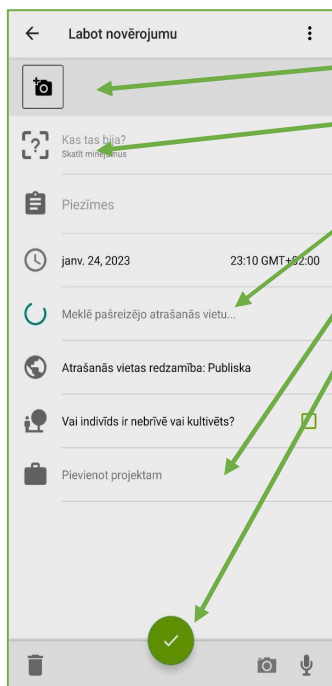 Labot novērojumu
Kas tas bija?
Skatīt minējumus
Piezīmes
janv. 24, 2023 23:10 GMT+02:00
Meklē pašreizējo atrašanās vietu...
Atrašanās vietas redzamība: Publiska
Vai indivīds ir nebrīvē vai kultivēts?
Pievienot projektam